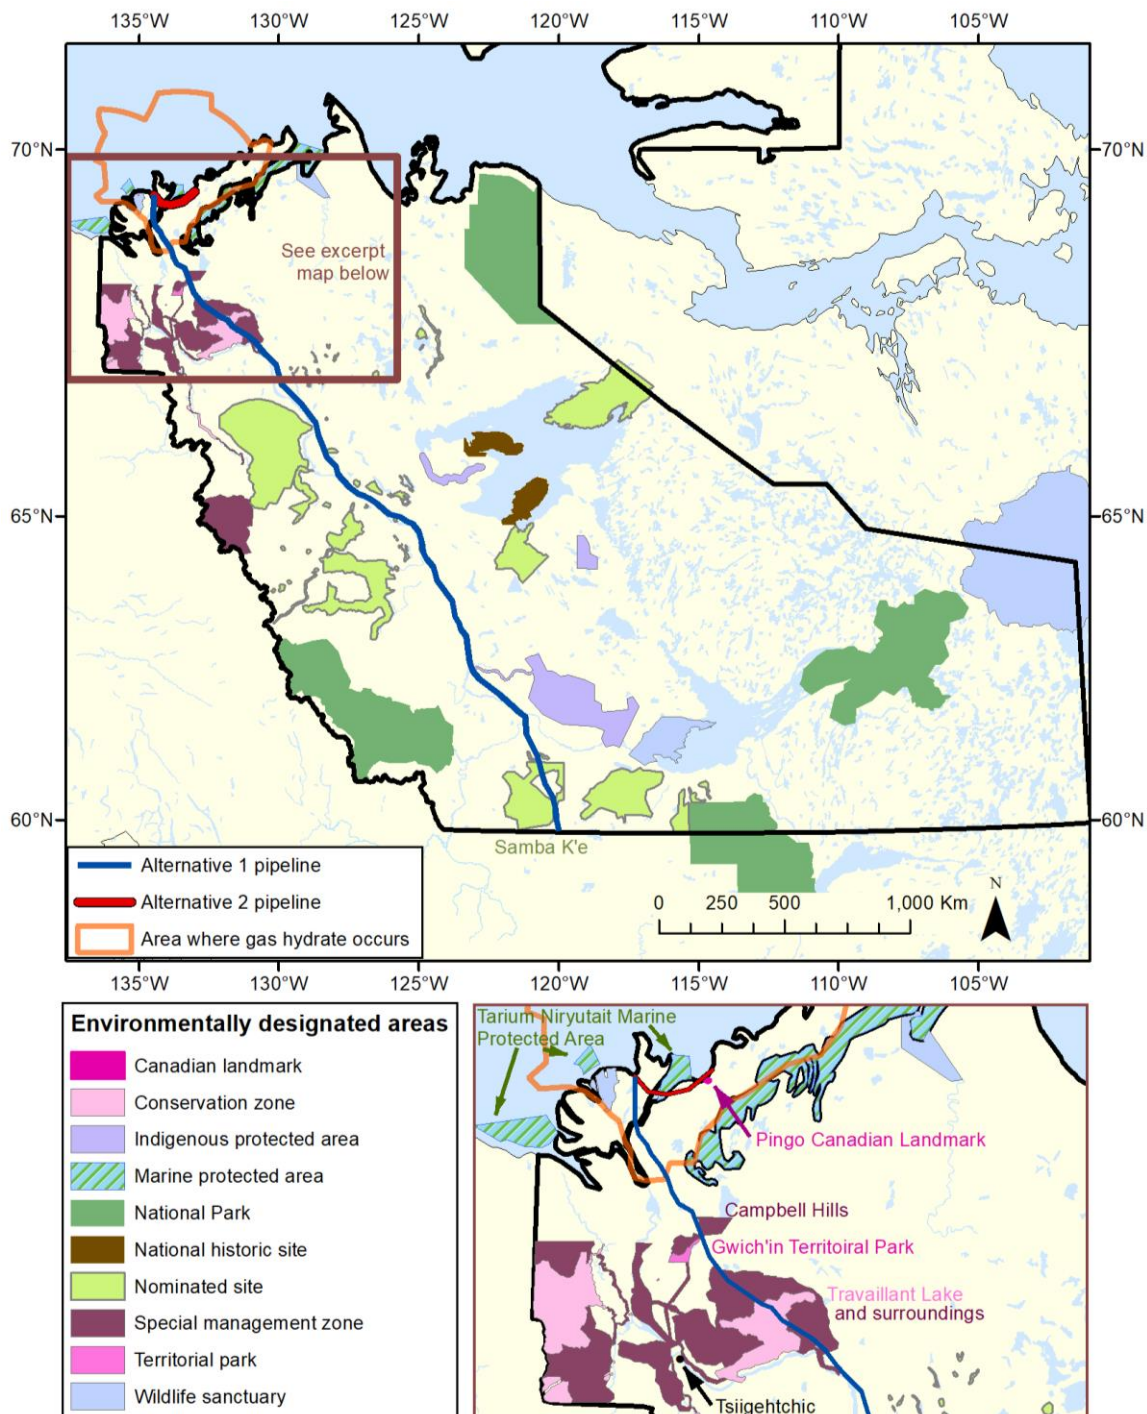 135°W 130°W 125°W 120°W 115°W 110°W 105°W
70°N 70°N
See excerpt
map below
65°N 65°N
60°N 60°N
Samba K'e
Alternative 1 pipeline
Alternative 2 pipeline
Area where gas hydrate occurs
N
0 250 500 1,000 Km
135°W 130°W 125°W 120°W 115°W 110°W 105°W
Environmentally designated areas
Canadian landmark
Conservation zone
Indigenous protected area
Marine protected area
National Park
National historic site
Nominated site
Special management zone
Territorial park
Wildlife sanctuary
Tarium Niryutait Marine
Protected Area
Pingo Canadian Landmark
Campbell Hills
Gwich'in Territoiral Park
Travaillant Lake
and surroundings
Tsiigehtchic